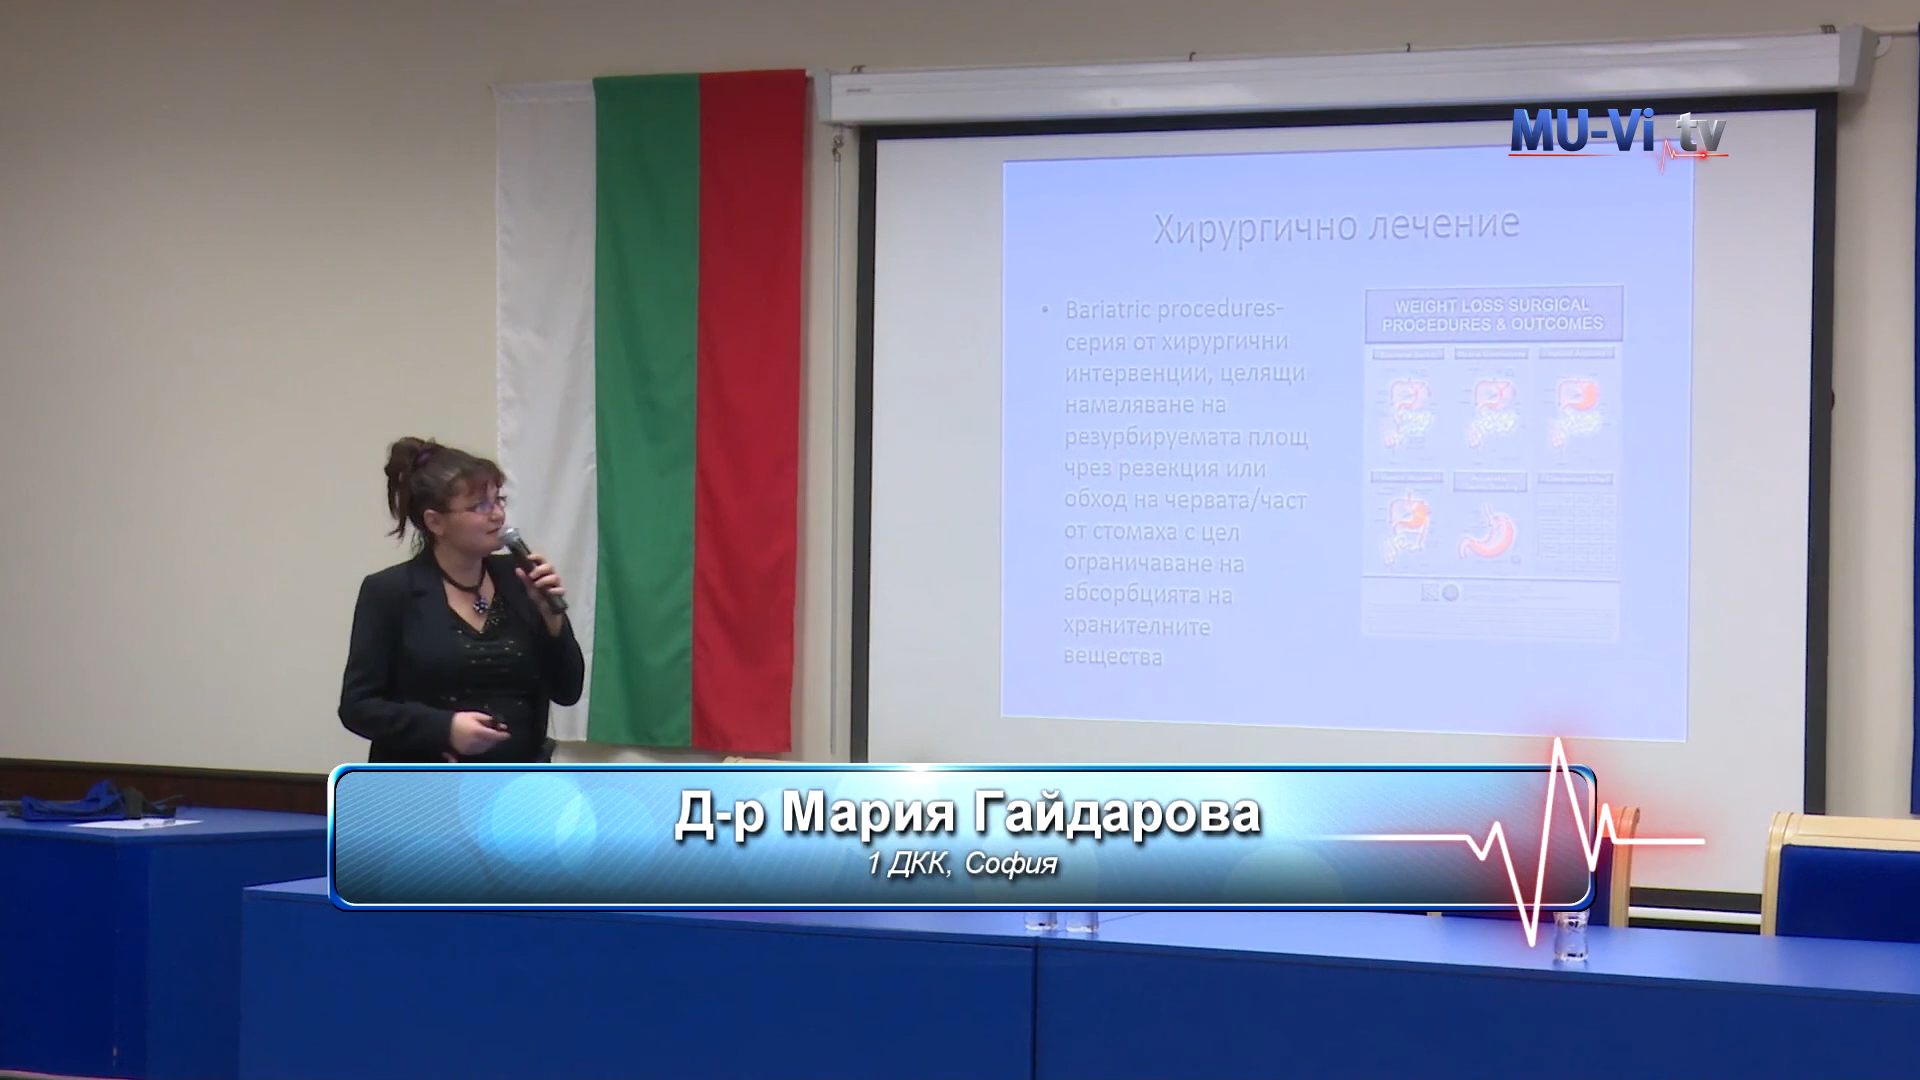 MU-Vi.tv
Хирургично лечение
• Bariatric procedures-
серия от хирургични
интервенции, целящи
намаляване на
резурбируемата площ
чрез резекция или
обход на червата/част
от стомаха с цел
ограничаване на
абсорбцията на
хранителните
вещества
WEIGHT LOSS SURGICAL
PROCEDURES & OUTCOMES
Д-р Мария Гайдарова
1 ДКК, София